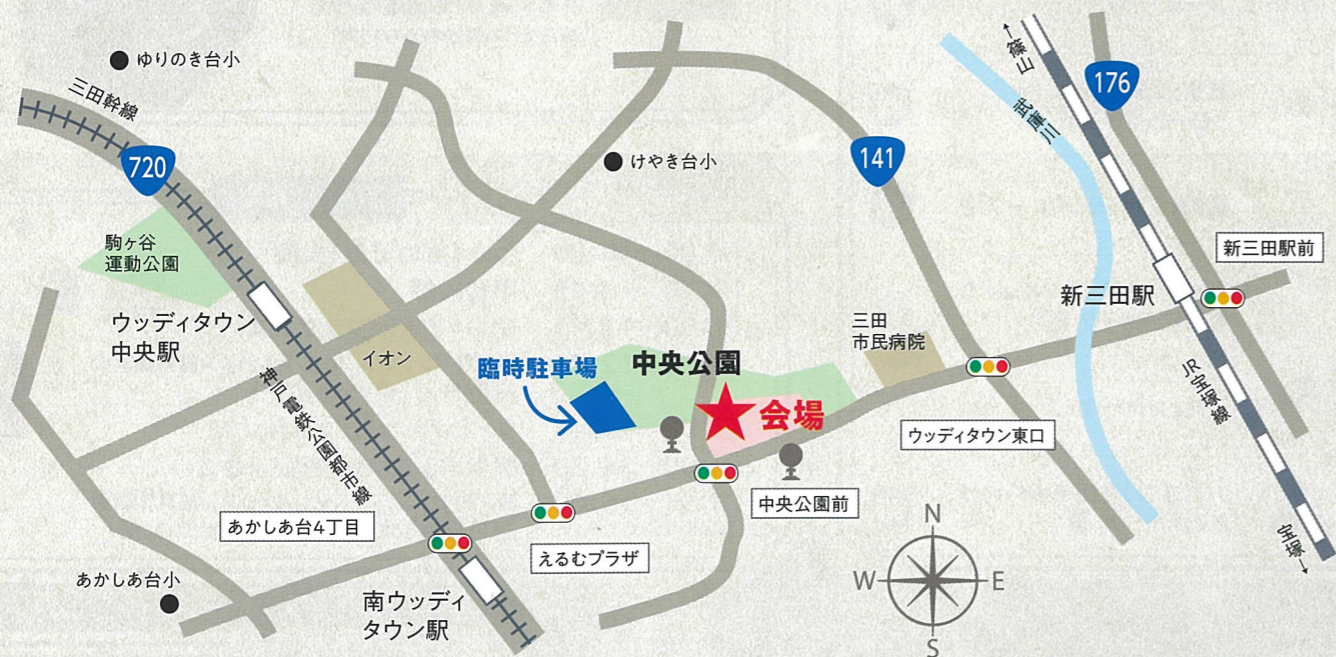 ゆりのき台小
三田幹線
720
駒ヶ谷
運動公園
ウッディタウン
中央駅
イオン
神戸電鉄公園都市線
あかしあ台4丁目
あかしあ台小
南ウッディ
タウン駅
えるむプラザ
臨時駐車場
中央公園
会場
中央公園前
けやき台小
141
三田
市民病院
ウッディタウン東口
武庫川
↑篠山
176
新三田駅前
新三田駅
JR宝塚線
宝塚↓
N
W
E
S